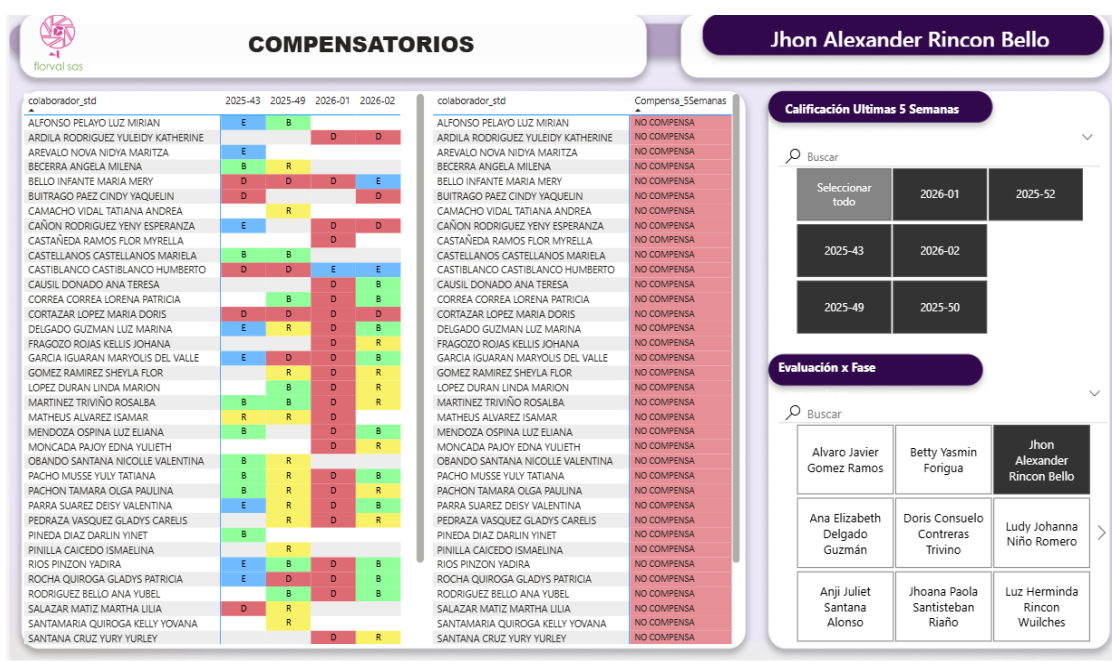 florval sas
COMPENSATORIOS
Jhon Alexander Rincon Bello
colaborador_std 2025-43 2025-49 2026-01 2026-02
ALFONSO PELAYO LUZ MIRIAN E B
ARDILA RODRIGUEZ YULEIDY KATHERINE D D
AREVALO NOVA NIDYA MARITZA E
BECERRA ANGELA MILENA B R
BELLO INFANTE MARIA MERY D D D E
BUITRAGO PAEZ CINDY YAQUELIN D D
CAMACHO VIDAL TATIANA ANDREA R
CAÑON RODRIGUEZ YENY ESPERANZA E D D
CASTAÑEDA RAMOS FLOR MYRELLA D
CASTELLANOS CASTELLANOS MARIELA B B
CASTIBLANCO CASTIBLANCO HUMBERTO D D E E
CAUSIL DONADO ANA TERESA D B
CORREA CORREA LORENA PATRICIA B D B
CORTAZAR LOPEZ MARIA DORIS D D D D
DELGADO GUZMAN LUZ MARINA E R D B
FRAGOZO ROJAS KELLIS JOHANA D R
GARCIA IGUARAN MARYOLIS DEL VALLE E D D B
GOMEZ RAMIREZ SHEYLA FLOR R D R
LOPEZ DURAN LINDA MARION B D R
MARTINEZ TRIVIÑO ROSALBA B B D R
MATHEUS ALVAREZ ISAMAR R R D
MENDOZA OSPINA LUZ ELIANA B D B
MONCADA PAJOY EDNA YULIETH D R
OBANDO SANTANA NICOLLE VALENTINA B R
PACHO MUSSE YULY TATIANA B R D B
PACHON TAMARA OLGA PAULINA B R D R
PARRA SUAREZ DEISY VALENTINA E R D B
PEDRAZA VASQUEZ GLADYS CARELIS R D R
PINEDA DIAZ DARLIN YINET B
PINILLA CAICEDO ISMAELINA R
RIOS PINZON YADIRA E B D B
ROCHA QUIROGA GLADYS PATRICIA E D D B
RODRIGUEZ BELLO ANA YUBEL B D B
SALAZAR MATIZ MARTHA LILIA D R
SANTAMARIA QUIROGA KELLY YOVANA R
SANTANA CRUZ YURY YURLEY D R
colaborador_std Compensa_5Semanas
ALFONSO PELAYO LUZ MIRIAN NO COMPENSA
ARDILA RODRIGUEZ YULEIDY KATHERINE NO COMPENSA
AREVALO NOVA NIDYA MARITZA NO COMPENSA
BECERRA ANGELA MILENA NO COMPENSA
BELLO INFANTE MARIA MERY NO COMPENSA
BUITRAGO PAEZ CINDY YAQUELIN NO COMPENSA
CAMACHO VIDAL TATIANA ANDREA NO COMPENSA
CAÑON RODRIGUEZ YENY ESPERANZA NO COMPENSA
CASTAÑEDA RAMOS FLOR MYRELLA NO COMPENSA
CASTELLANOS CASTELLANOS MARIELA NO COMPENSA
CASTIBLANCO CASTIBLANCO HUMBERTO NO COMPENSA
CAUSIL DONADO ANA TERESA NO COMPENSA
CORREA CORREA LORENA PATRICIA NO COMPENSA
CORTAZAR LOPEZ MARIA DORIS NO COMPENSA
DELGADO GUZMAN LUZ MARINA NO COMPENSA
FRAGOZO ROJAS KELLIS JOHANA NO COMPENSA
GARCIA IGUARAN MARYOLIS DEL VALLE NO COMPENSA
GOMEZ RAMIREZ SHEYLA FLOR NO COMPENSA
LOPEZ DURAN LINDA MARION NO COMPENSA
MARTINEZ TRIVIÑO ROSALBA NO COMPENSA
MATHEUS ALVAREZ ISAMAR NO COMPENSA
MENDOZA OSPINA LUZ ELIANA NO COMPENSA
MONCADA PAJOY EDNA YULIETH NO COMPENSA
OBANDO SANTANA NICOLLE VALENTINA NO COMPENSA
PACHO MUSSE YULY TATIANA NO COMPENSA
PACHON TAMARA OLGA PAULINA NO COMPENSA
PARRA SUAREZ DEISY VALENTINA NO COMPENSA
PEDRAZA VASQUEZ GLADYS CARELIS NO COMPENSA
PINEDA DIAZ DARLIN YINET NO COMPENSA
PINILLA CAICEDO ISMAELINA NO COMPENSA
RIOS PINZON YADIRA NO COMPENSA
ROCHA QUIROGA GLADYS PATRICIA NO COMPENSA
RODRIGUEZ BELLO ANA YUBEL NO COMPENSA
SALAZAR MATIZ MARTHA LILIA NO COMPENSA
SANTAMARIA QUIROGA KELLY YOVANA NO COMPENSA
SANTANA CRUZ YURY YURLEY NO COMPENSA
Calificación Ultimas 5 Semanas
Buscar
Seleccionar
todo
2026-01
2025-52
2025-43
2026-02
2025-49
2025-50
Evaluación x Fase
Buscar
Alvaro Javier
Gomez Ramos
Betty Yasmin
Forigua
Jhon
Alexander
Rincon Bello
Ana Elizabeth
Delgado
Guzmán
Doris Consuelo
Contreras
Trivino
Ludy Johanna
Niño Romero
Anji Juliet
Santana
Alonso
Jhoana Paola
Santisteban
Riaño
Luz Herminda
Rincon
Wuilches